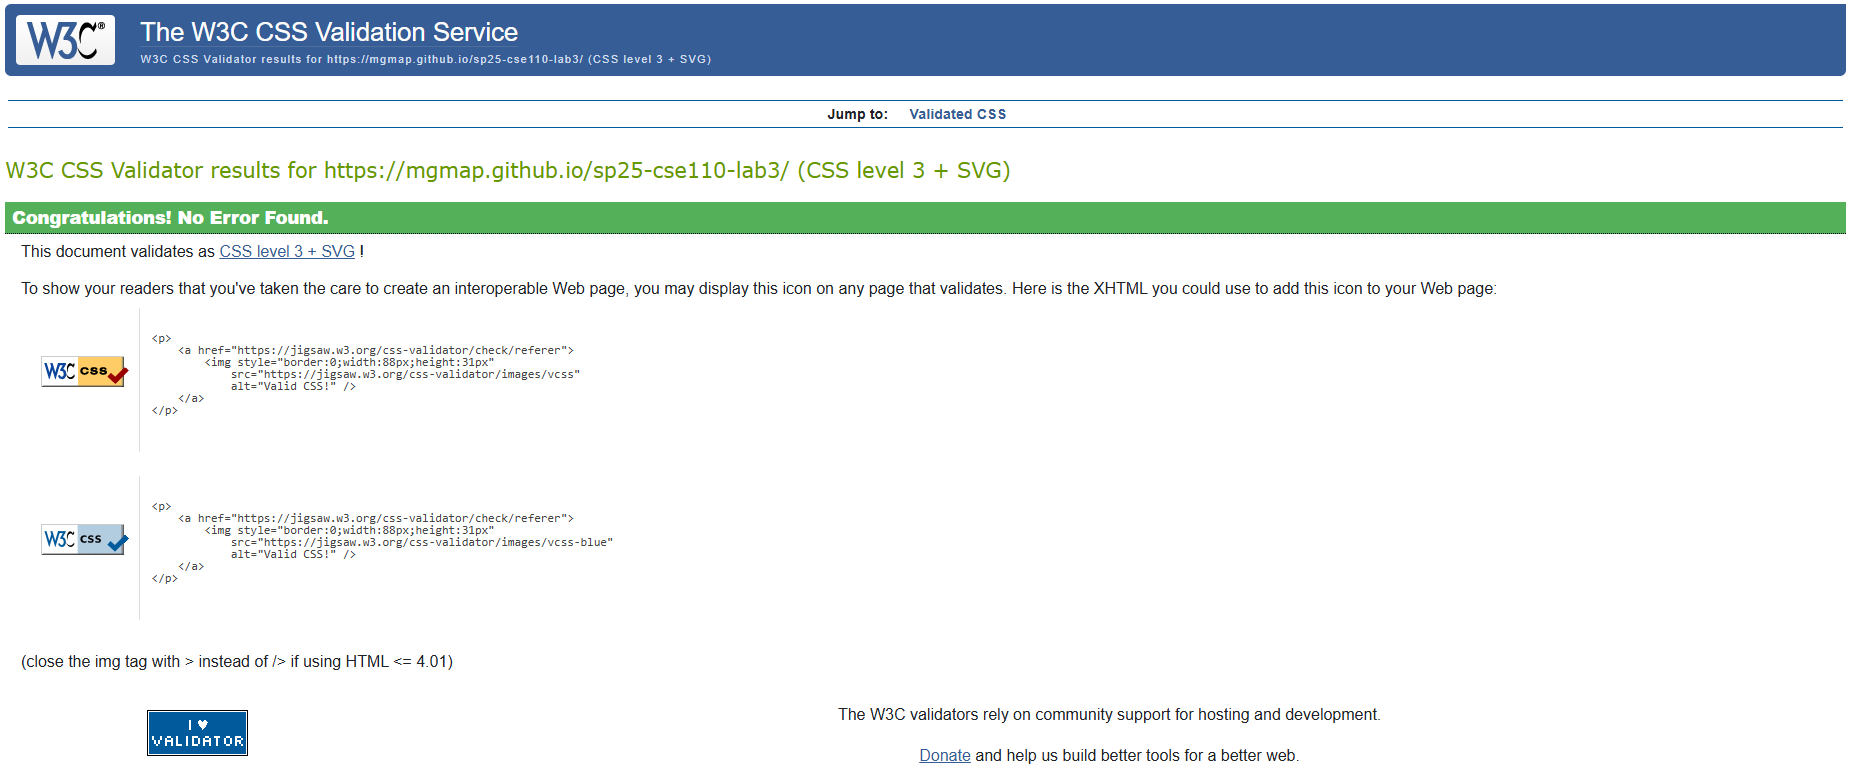 W3C®
The W3C CSS Validation Service
W3C CSS Validator results for https://mgmap.github.io/sp25-cse110-lab3/ (CSS level 3 + SVG)
Jump to: Validated CSS
W3C CSS Validator results for https://mgmap.github.io/sp25-cse110-lab3/ (CSS level 3 + SVG)
Congratulations! No Error Found.
This document validates as CSS level 3 + SVG !
To show your readers that you've taken the care to create an interoperable Web page, you may display this icon on any page that validates. Here is the XHTML you could use to add this icon to your Web page:
W3C css
<p>
    <a href="https://jigsaw.w3.org/css-validator/check/referer">
        <img style="border:0;width:88px;height:31px"
            src="https://jigsaw.w3.org/css-validator/images/vcss"
            alt="Valid CSS!" />
    </a>
</p>
W3C css
<p>
    <a href="https://jigsaw.w3.org/css-validator/check/referer">
        <img style="border:0;width:88px;height:31px"
            src="https://jigsaw.w3.org/css-validator/images/vcss-blue"
            alt="Valid CSS!" />
    </a>
</p>
(close the img tag with > instead of /> if using HTML <= 4.01)
I ♥
VALIDATOR
The W3C validators rely on community support for hosting and development.
Donate and help us build better tools for a better web.